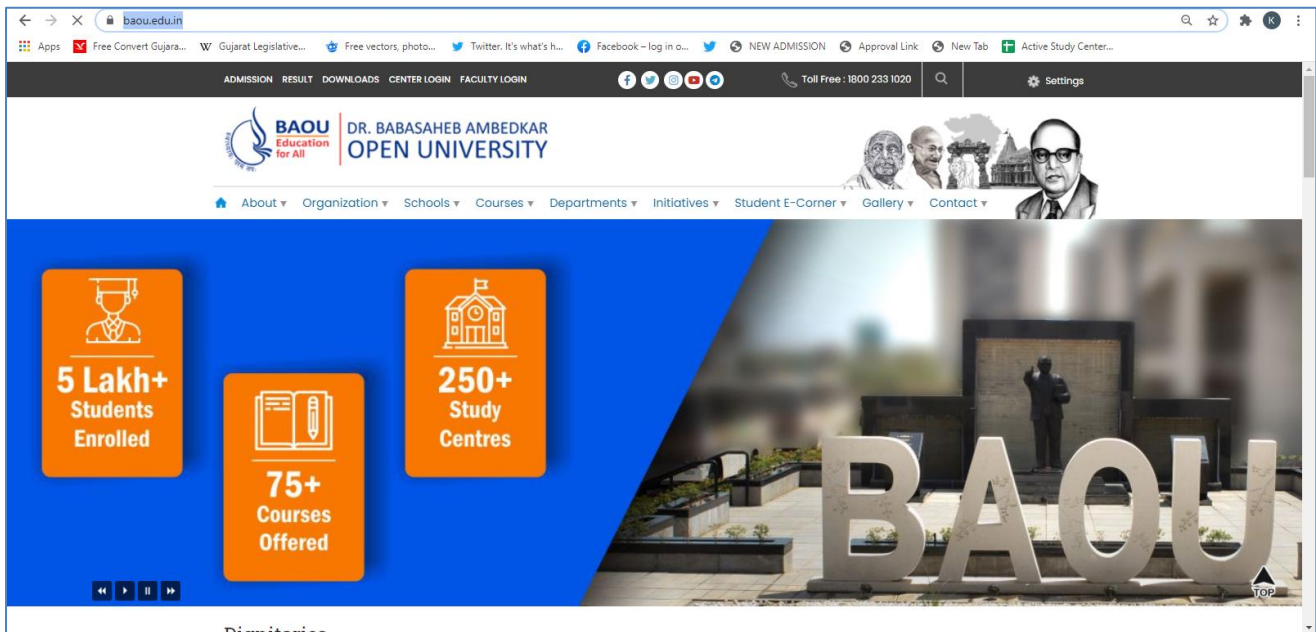 baou.edu.in
Apps Free Convert Gujara... Gujarat Legislative... Free vectors, photo... Twitter. It's what's h... Facebook – log in o... NEW ADMISSION Approval Link New Tab Active Study Center...
K
ADMISSION RESULT DOWNLOADS CENTER LOGIN FACULTY LOGIN Toll Free : 1800 233 1020 Settings
BAOU
Education
for All
DR. BABASAHEB AMBEDKAR
OPEN UNIVERSITY
About Organization Schools Courses Departments Initiatives Student E-Corner Gallery Contact
5 Lakh+
Students
Enrolled
75+
Courses
Offered
250+
Study
Centres
BAOU
TOP
Dignitaries